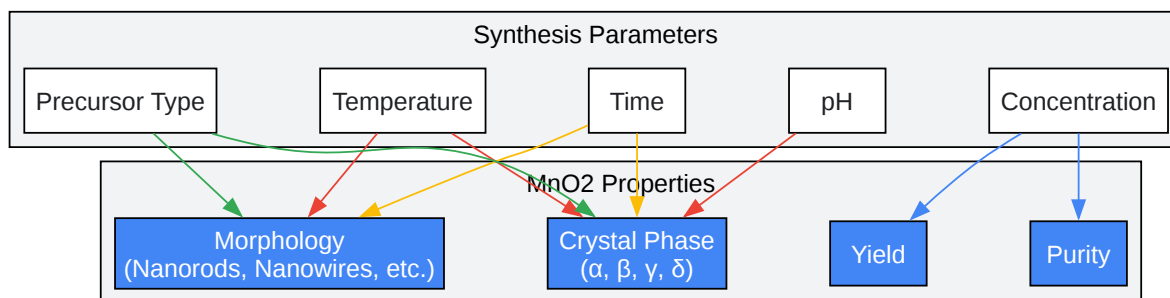 Synthesis Parameters
Precursor Type
Temperature
Time
pH
Concentration
MnO2 Properties
Morphology
(Nanorods, Nanowires, etc.)
Crystal Phase
(α, β, γ, δ)
Yield
Purity